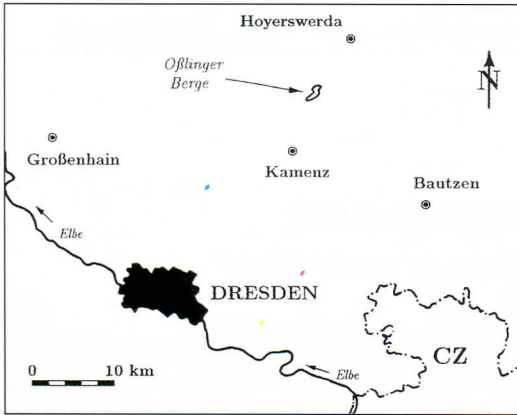 Hoyerswerda
Oßlinger
Berge
N
Großenhain
Kamenz
Bautzen
Elbe
DRESDEN
CZ
0 10 km
Elbe